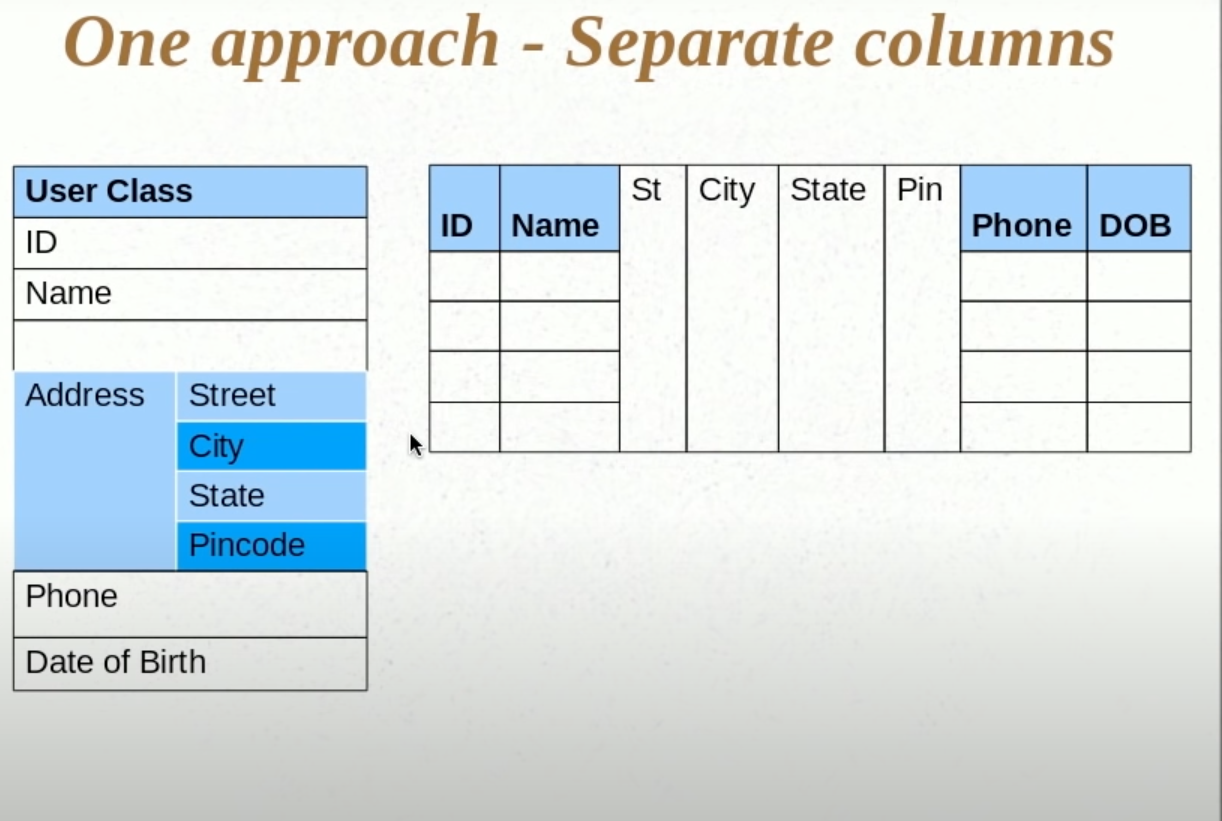 One approach - Separate columns
User Class
ID
Name
Address Street
City
State
Pincode
Phone
Date of Birth
ID Name St City State Pin Phone DOB